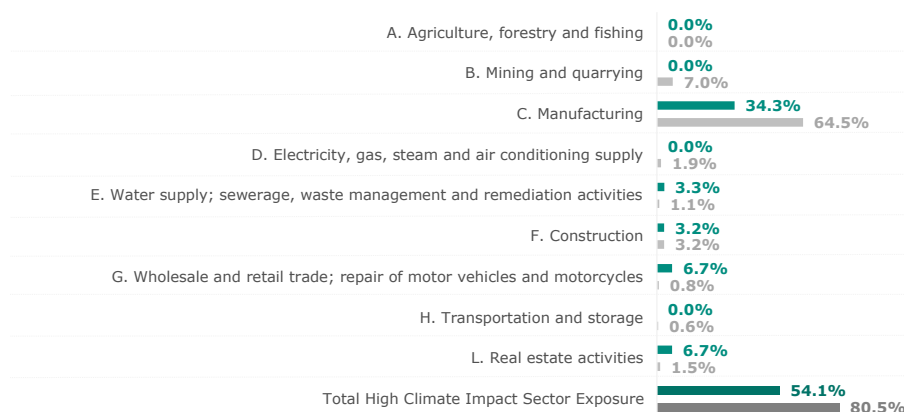 A. Agriculture, forestry and fishing
0.0%
0.0%
B. Mining and quarrying
0.0%
7.0%
C. Manufacturing
34.3%
64.5%
D. Electricity, gas, steam and air conditioning supply
0.0%
1.9%
E. Water supply; sewerage, waste management and remediation activities
3.3%
1.1%
F. Construction
3.2%
3.2%
G. Wholesale and retail trade; repair of motor vehicles and motorcycles
6.7%
0.8%
H. Transportation and storage
0.0%
0.6%
L. Real estate activities
6.7%
1.5%
Total High Climate Impact Sector Exposure
54.1%
80.5%